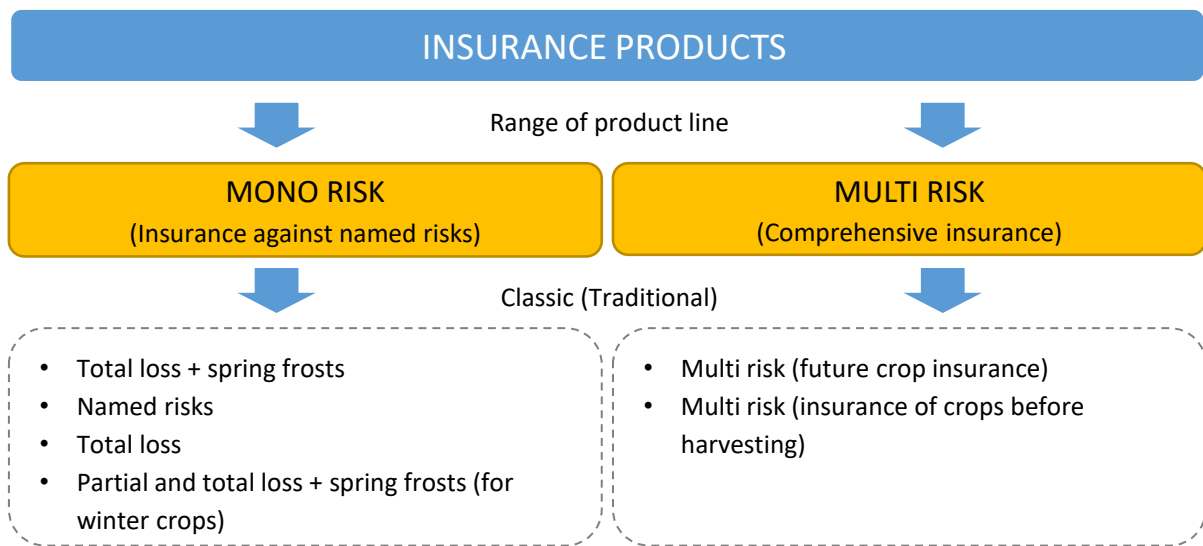 INSURANCE PRODUCTS
Range of product line
MONO RISK
(Insurance against named risks)
MULTI RISK
(Comprehensive insurance)
Classic (Traditional)
• Total loss + spring frosts
• Named risks
• Total loss
• Partial and total loss + spring frosts (for
winter crops)
• Multi risk (future crop insurance)
• Multi risk (insurance of crops before
harvesting)